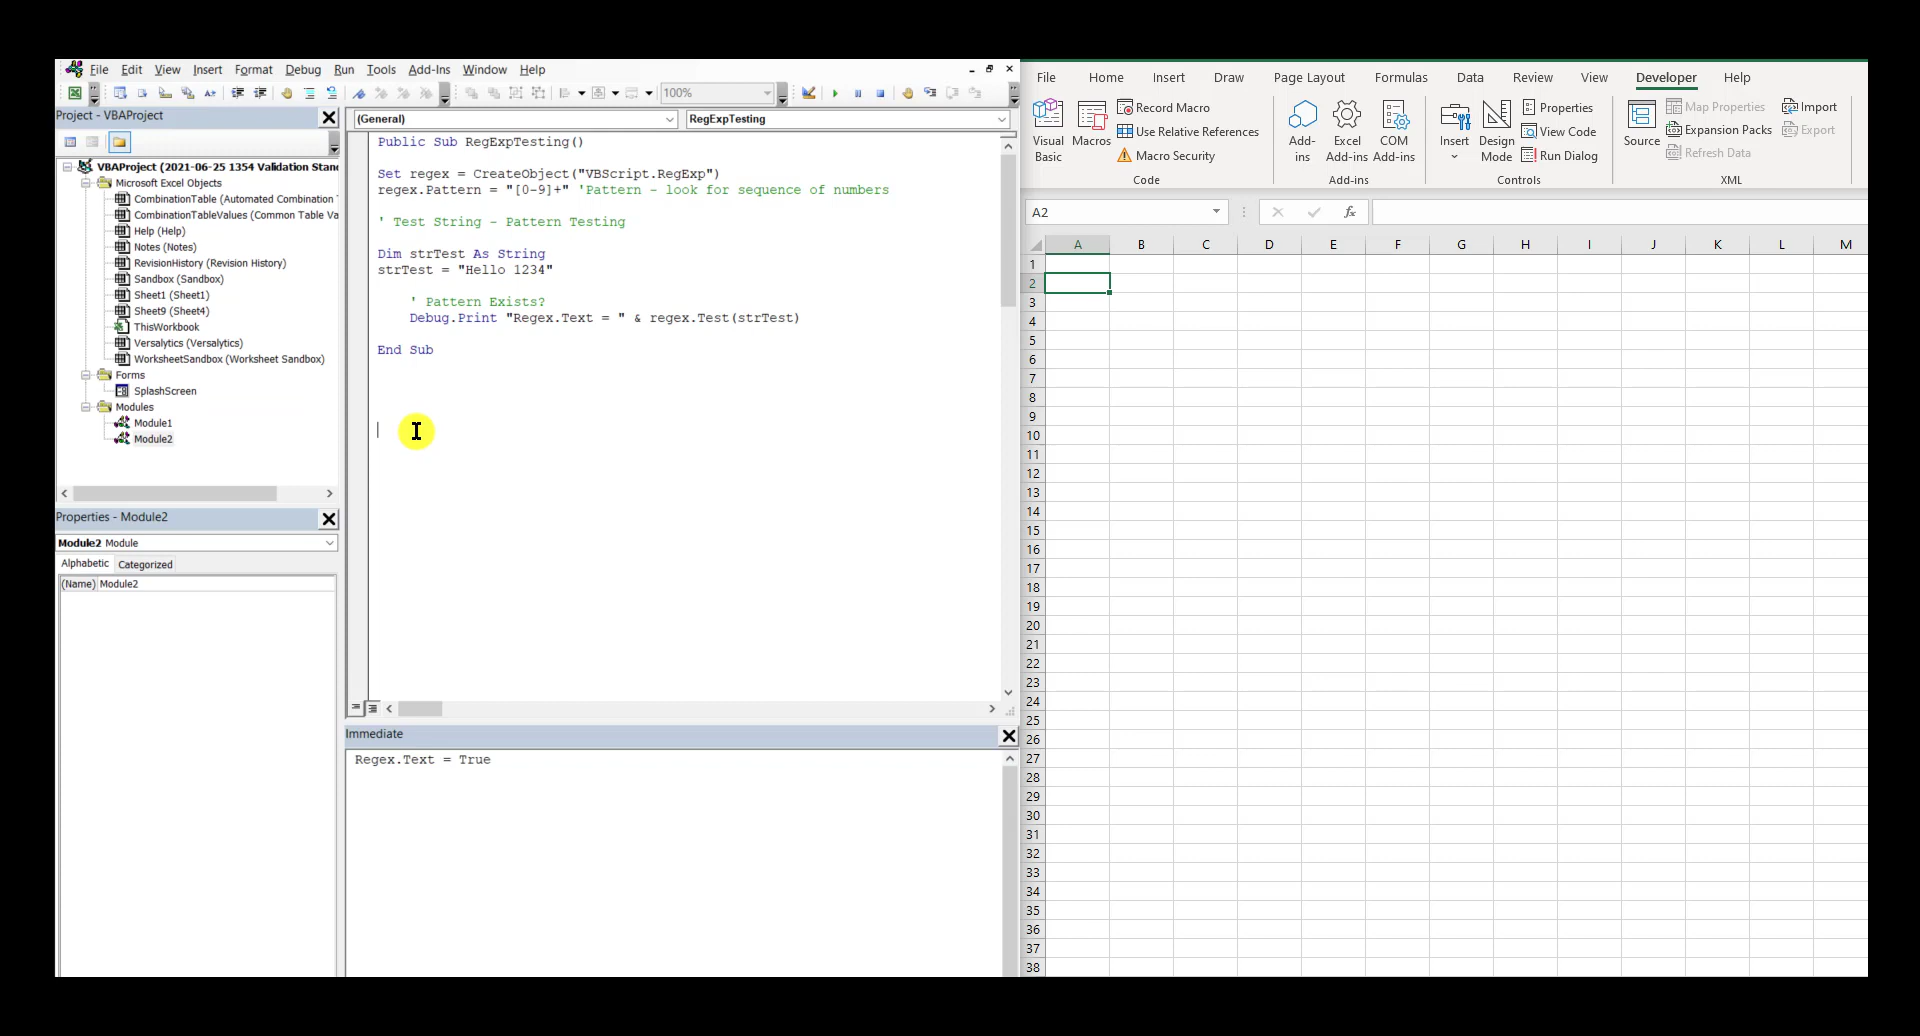 File Edit View Insert Format Debug Run Tools Add-Ins Window Help
100%
Project - VBAProject
VBAProject (2021-06-25 1354 Validation Stan
Microsoft Excel Objects
CombinationTable (Automated Combination
CombinationTableValues (Common Table Va
Help (Help)
Notes (Notes)
RevisionHistory (Revision History)
Sandbox (Sandbox)
Sheet1 (Sheet1)
Sheet9 (Sheet4)
ThisWorkbook
Versalytics (Versalytics)
WorksheetSandbox (Worksheet Sandbox)
Forms
SplashScreen
Modules
Module1
Module2
Properties - Module2
Module2 Module
Alphabetic Categorized
(Name) Module2
(General) RegExpTesting
Public Sub RegExpTesting()
Set regex = CreateObject("VBScript.RegExp")
regex.Pattern = "[0-9]+" 'Pattern - look for sequence of numbers
' Test String - Pattern Testing
Dim strTest As String
strTest = "Hello 1234"
' Pattern Exists?
Debug.Print "Regex.Text = " & regex.Test(strTest)
End Sub
Immediate
Regex.Text = True
File Home Insert Draw Page Layout Formulas Data Review View Developer Help
Visual Basic
Macros
Record Macro
Use Relative References
Macro Security
Code
Add-ins
Excel Add-ins
COM Add-ins
Add-ins
Insert
Design Mode
Properties
View Code
Run Dialog
Controls
Source
Map Properties
Expansion Packs
Refresh Data
Import
Export
XML
A2
fx
A B C D E F G H I J K L M
1
2
3
4
5
6
7
8
9
10
11
12
13
14
15
16
17
18
19
20
21
22
23
24
25
26
27
28
29
30
31
32
33
34
35
36
37
38